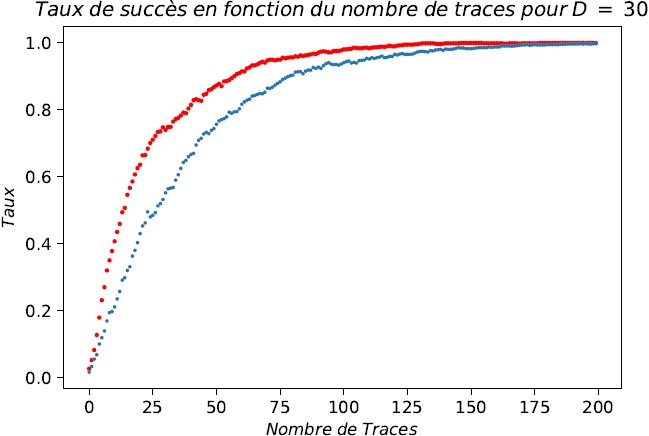 Taux de succès en fonction du nombre de traces pour D = 30
1.0
0.8
0.6
0.4
0.2
0.0
Taux
0 25 50 75 100 125 150 175 200
Nombre de Traces